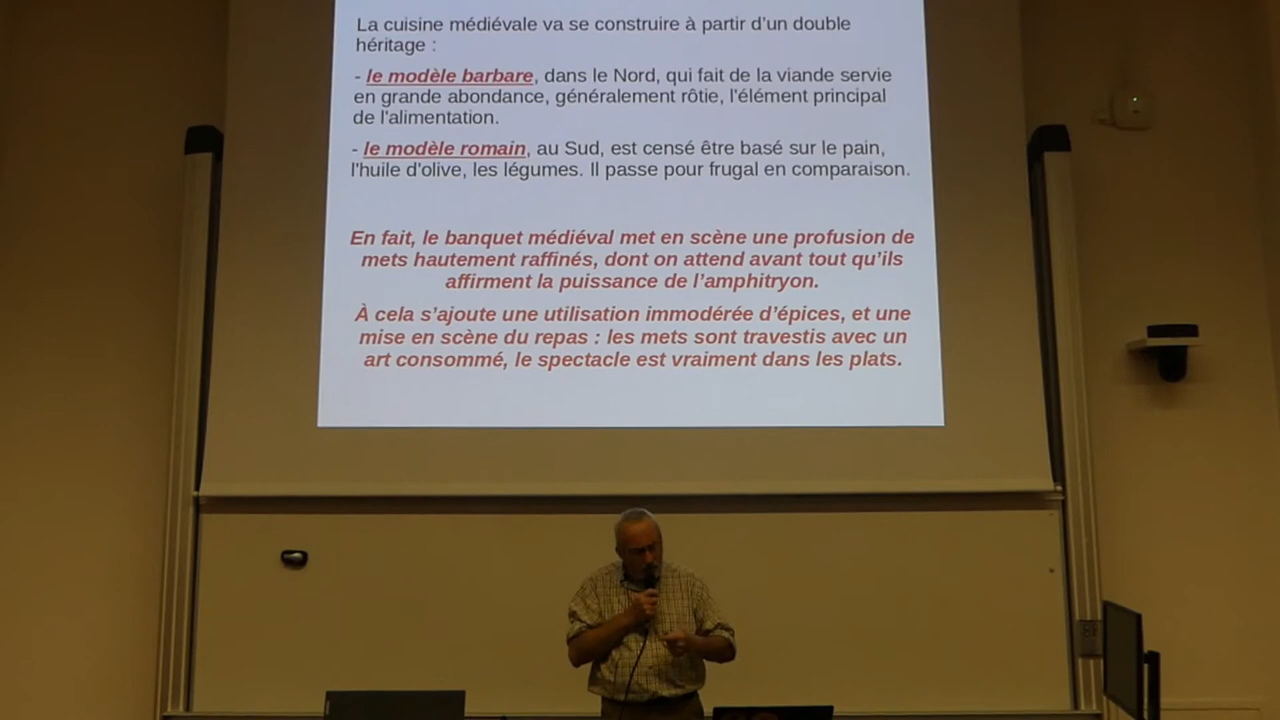 La cuisine médiévale va se construire à partir d'un double
héritage :
- le modèle barbare, dans le Nord, qui fait de la viande servie
en grande abondance, généralement rôtie, l'élément principal
de l'alimentation.
- le modèle romain, au Sud, est censé être basé sur le pain,
l'huile d'olive, les légumes. Il passe pour frugal en comparaison.
En fait, le banquet médiéval met en scène une profusion de
mets hautement raffinés, dont on attend avant tout qu’ils
affirment la puissance de l’amphitryon.
À cela s’ajoute une utilisation immodérée d’épices, et une
mise en scène du repas : les mets sont travestis avec un
art consommé, le spectacle est vraiment dans les plats.